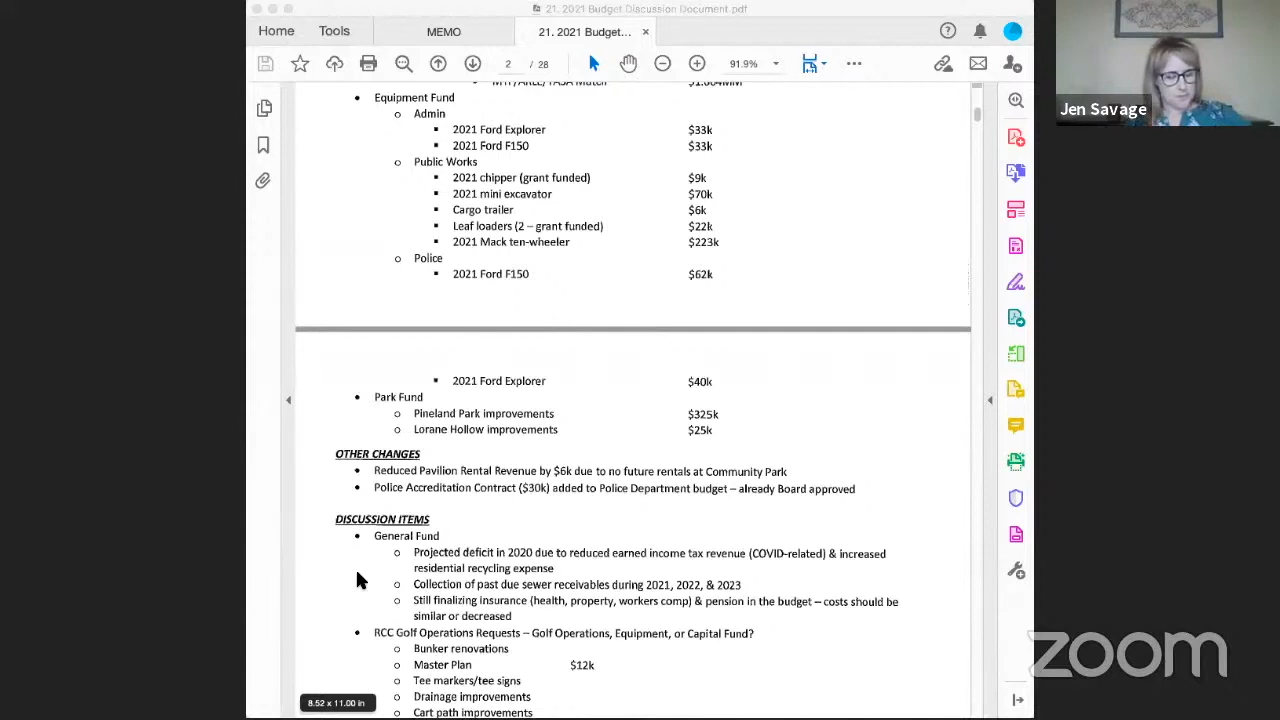 21. 2021 Budget Discussion Document.pdf
Home Tools MEMO 21. 2021 Budget... ×
2 / 28 91.9%
Jen Savage
• Equipment Fund
o Admin
▪ 2021 Ford Explorer $33k
▪ 2021 Ford F150 $33k
o Public Works
▪ 2021 chipper (grant funded) $9k
▪ 2021 mini excavator $70k
▪ Cargo trailer $6k
▪ Leaf loaders (2 – grant funded) $22k
▪ 2021 Mack ten-wheeler $223k
o Police
▪ 2021 Ford F150 $62k
▪ 2021 Ford Explorer $40k
• Park Fund
o Pineland Park improvements $325k
o Lorane Hollow improvements $25k
OTHER CHANGES
• Reduced Pavilion Rental Revenue by $6k due to no future rentals at Community Park
• Police Accreditation Contract ($30k) added to Police Department budget – already Board approved
DISCUSSION ITEMS
• General Fund
o Projected deficit in 2020 due to reduced earned income tax revenue (COVID-related) & increased
residential recycling expense
o Collection of past due sewer receivables during 2021, 2022, & 2023
o Still finalizing insurance (health, property, workers comp) & pension in the budget – costs should be
similar or decreased
• RCC Golf Operations Requests – Golf Operations, Equipment, or Capital Fund?
o Bunker renovations
o Master Plan $12k
o Tee markers/tee signs
o Drainage improvements
o Cart path improvements
8.52 x 11.00 in
zoom